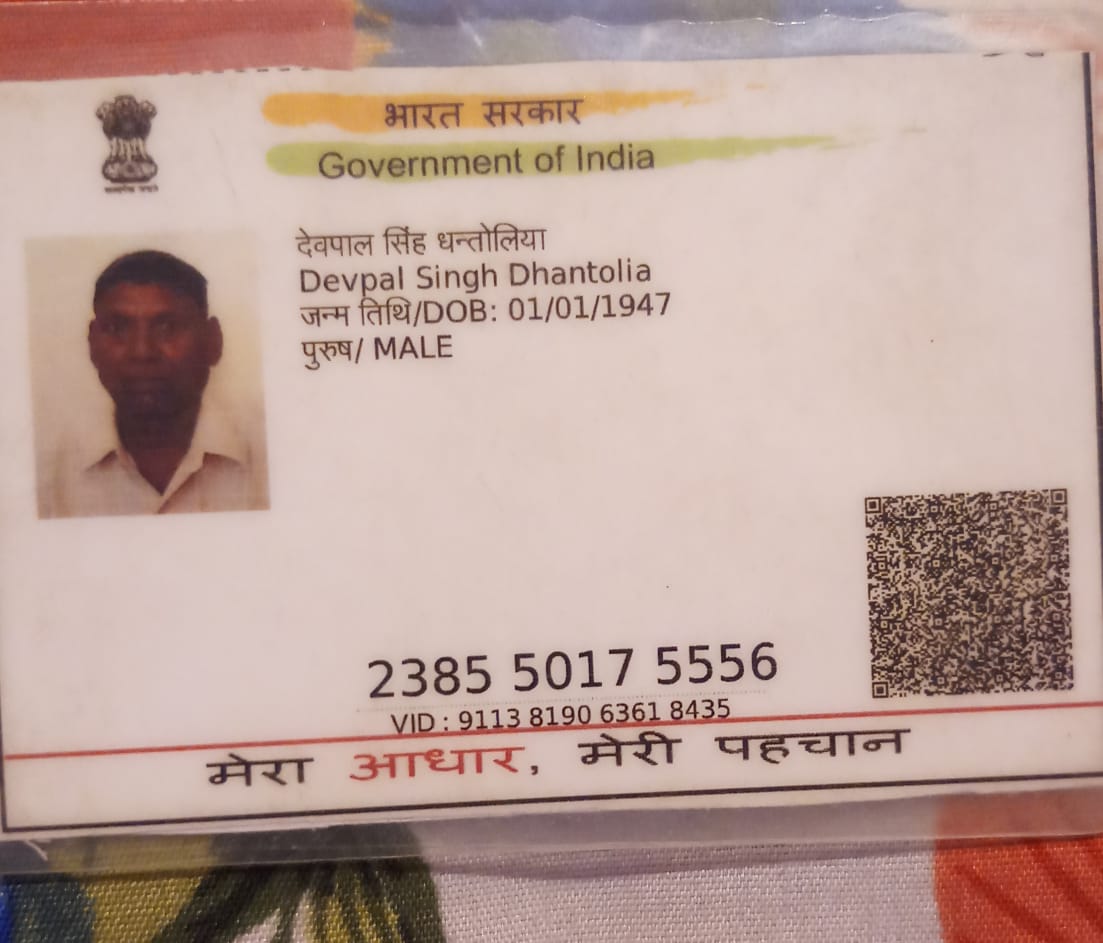 भारत सरकार
Government of India
देवपाल सिंह धन्तोलिया
Devpal Singh Dhantolia
जन्म तिथि/DOB: 01/01/1947
पुरुष/ MALE
2385 5017 5556
VID : 9113 8190 6361 8435
मेरा आधार, मेरी पहचान